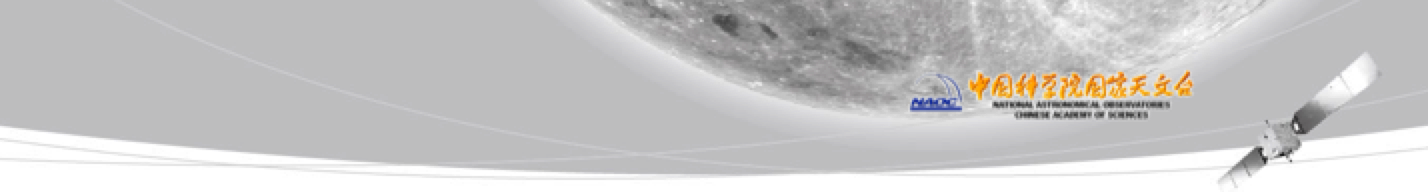 NAOC
中国科学院国家天文台
NATIONAL ASTRONOMICAL OBSERVATORIES
CHINESE ACADEMY OF SCIENCES